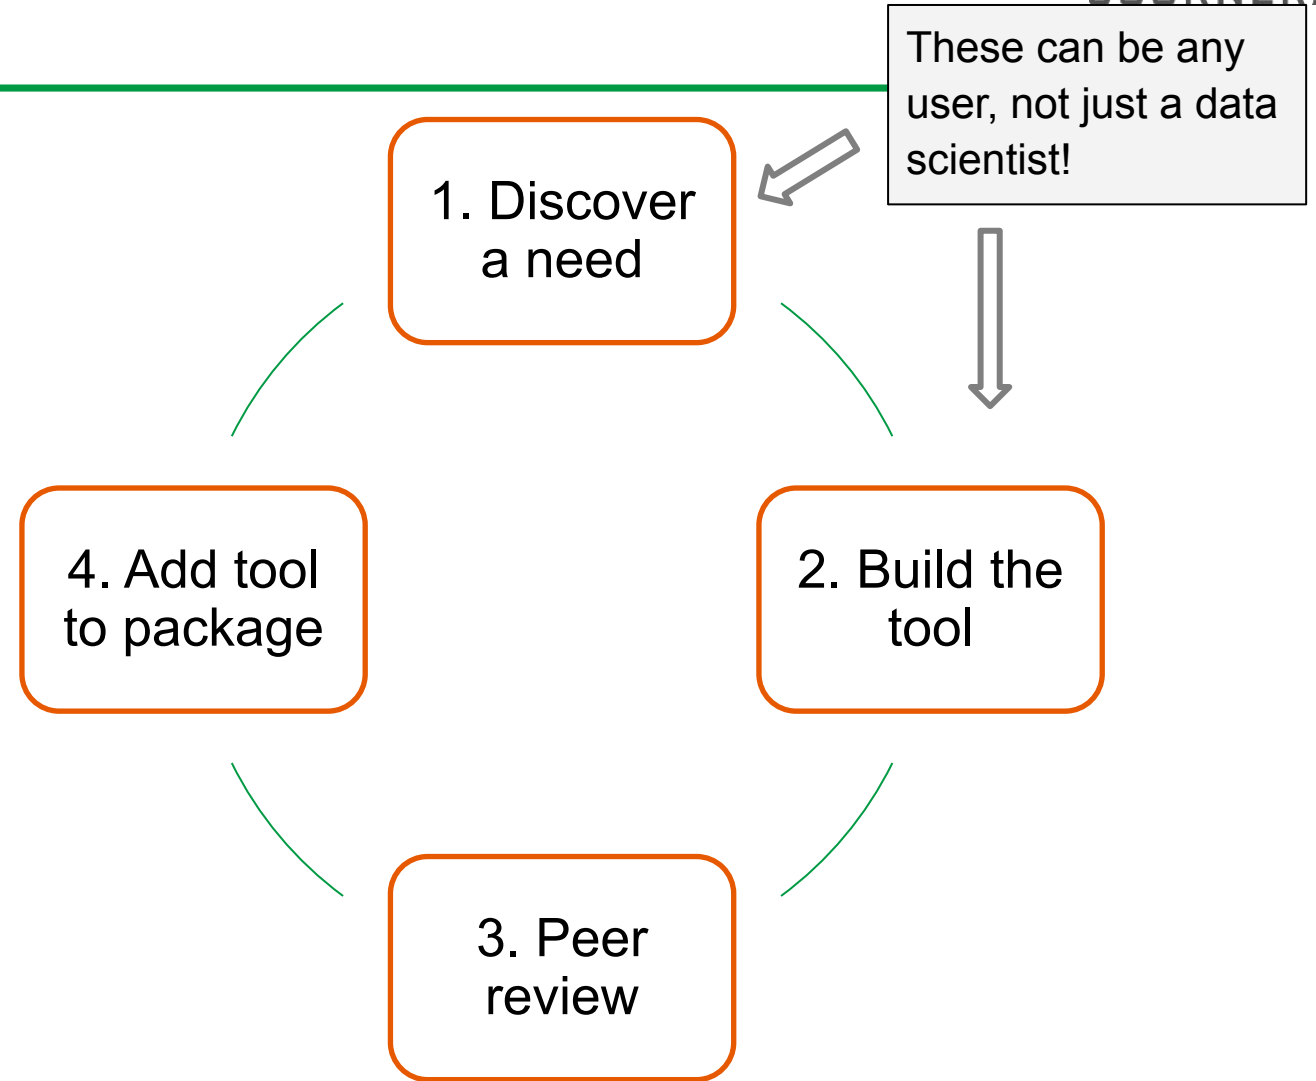 These can be any
user, not just a data
scientist!
1. Discover
a need
2. Build the
tool
3. Peer
review
4. Add tool
to package